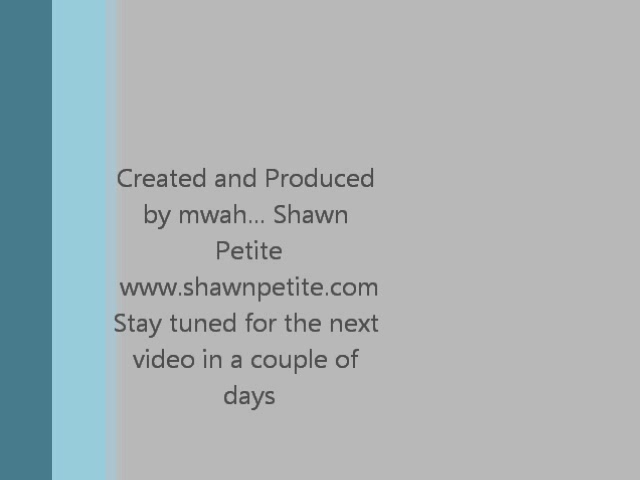 Created and Produced
by mwah... Shawn
Petite
www.shawnpetite.com
Stay tuned for the next
video in a couple of
days